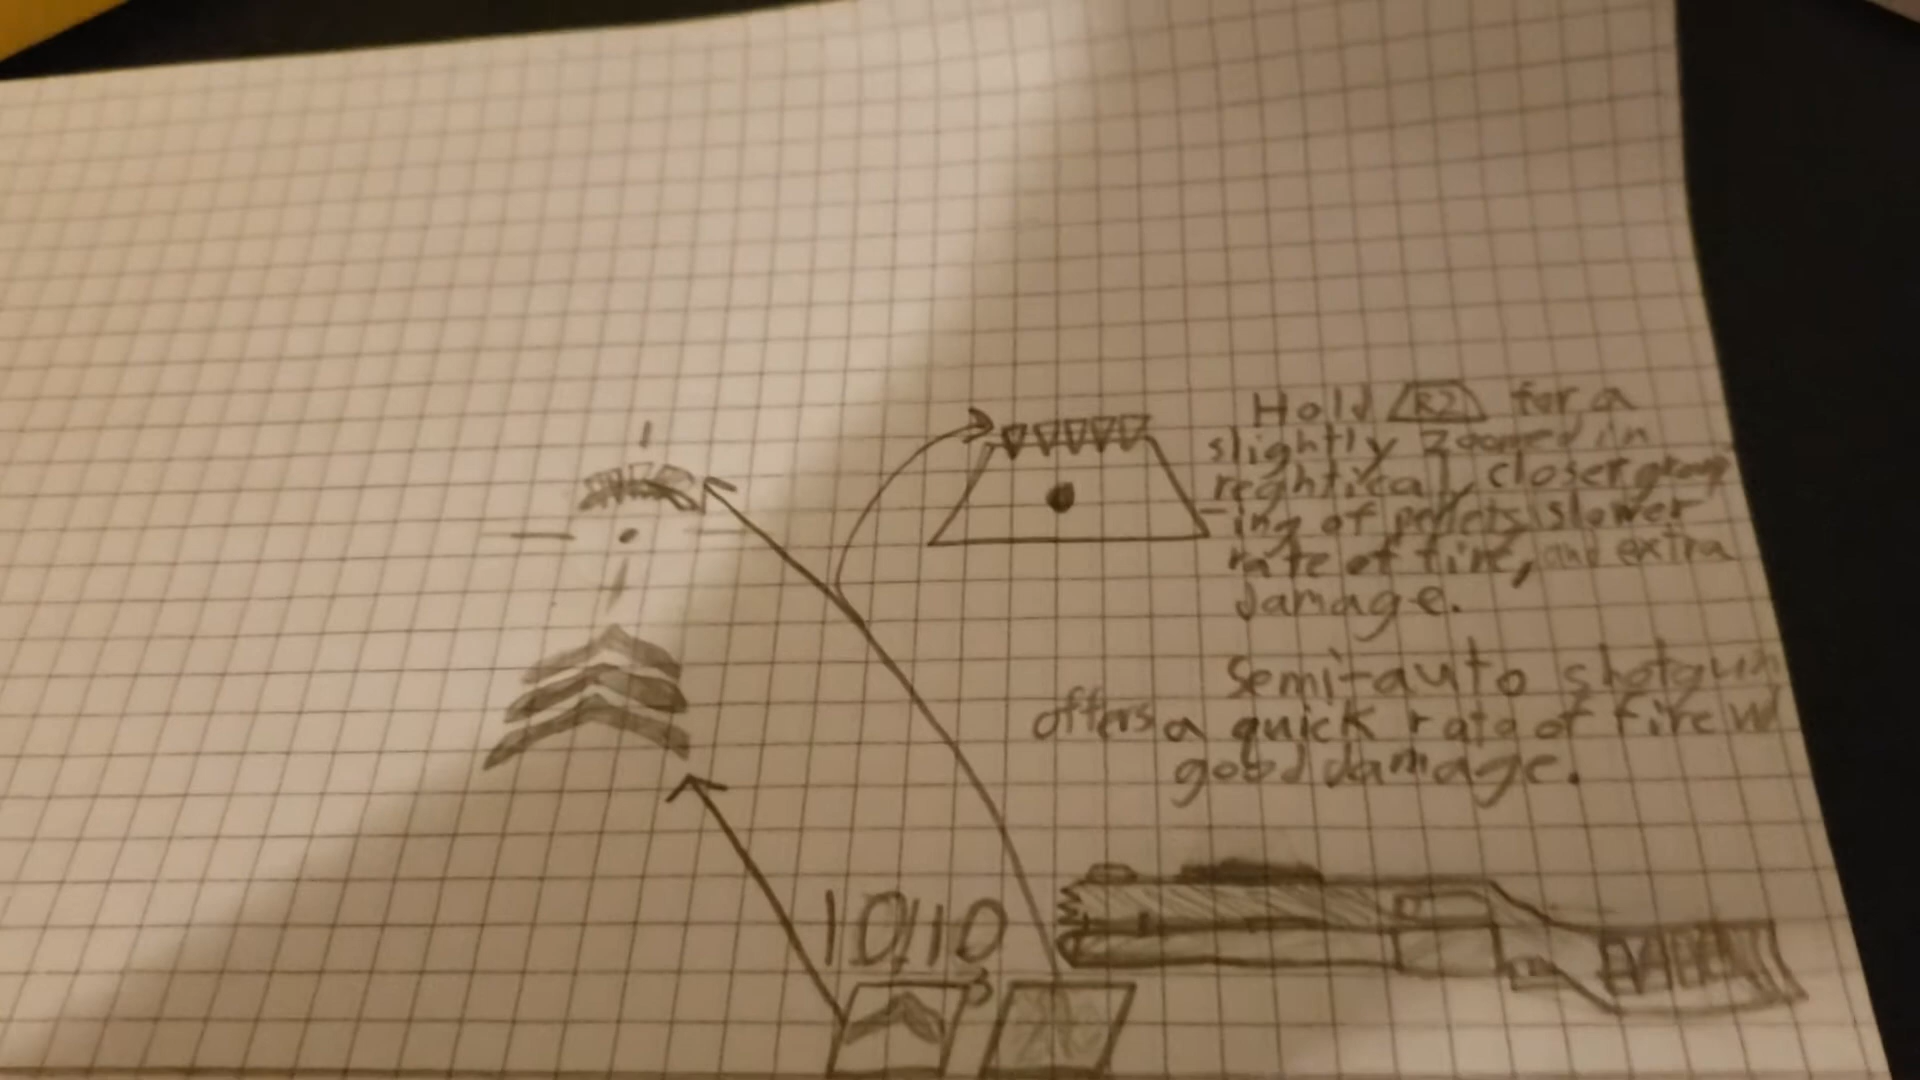 Hold R2 for a
slightly zoomed in
reghtical, closer group
-ing of pellets, slower
rate of fire, and extra
damage.
Semi-auto shotgun
offers a quick rate of fire w/
good damage.
10/10
3